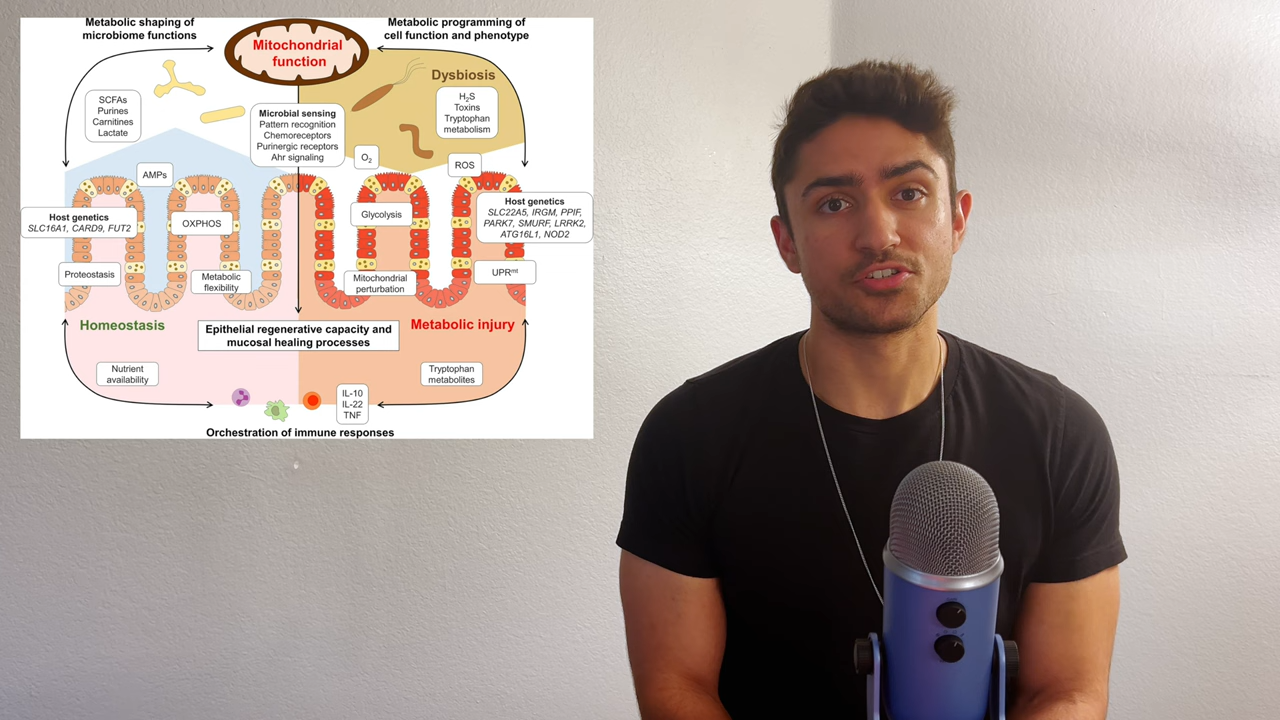 Metabolic shaping of
microbiome functions
Mitochondrial
function
Metabolic programming of
cell function and phenotype
Dysbiosis
SCFAs
Purines
Carnitines
Lactate
Microbial sensing
Pattern recognition
Chemoreceptors
Purinergic receptors
Ahr signaling
H₂S
Toxins
Tryptophan
metabolism
O₂
ROS
AMPs
Host genetics
SLC16A1, CARD9, FUT2
OXPHOS
Glycolysis
Host genetics
SLC22A5, IRGM, PPIF,
PARK7, SMURF, LRRK2,
ATG16L1, NOD2
Proteostasis
Metabolic
flexibility
Mitochondrial
perturbation
UPRᵐᵗ
Homeostasis
Epithelial regenerative capacity and
mucosal healing processes
Metabolic injury
Nutrient
availability
Tryptophan
metabolites
IL-10
IL-22
TNF
Orchestration of immune responses